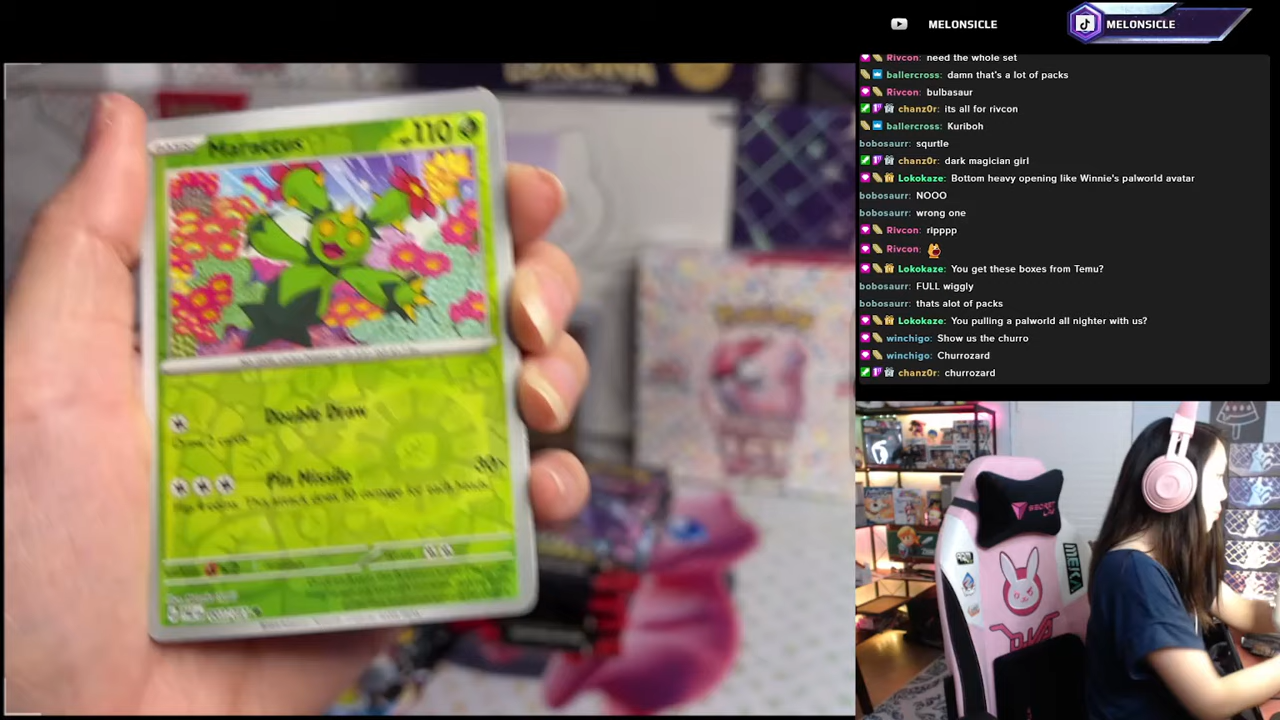 MELONSICLE
MELONSICLE
Rivcon: need the whole set
ballercross: damn that's a lot of packs
Rivcon: bulbasaur
chanz0r: its all for rivcon
ballercross: Kuriboh
bobosaurr: squrtle
chanz0r: dark magician girl
Lokokaze: Bottom heavy opening like Winnie's palworld avatar
bobosaurr: NOOO
bobosaurr: wrong one
Rivcon: ripppp
Rivcon:
Lokokaze: You get these boxes from Temu?
bobosaurr: FULL wiggly
bobosaurr: thats alot of packs
Lokokaze: You pulling a palworld all nighter with us?
winchigo: Show us the churro
winchigo: Churrozard
chanz0r: churrozard
Maractus 110
Double Draw
Pin Missile
MEKA